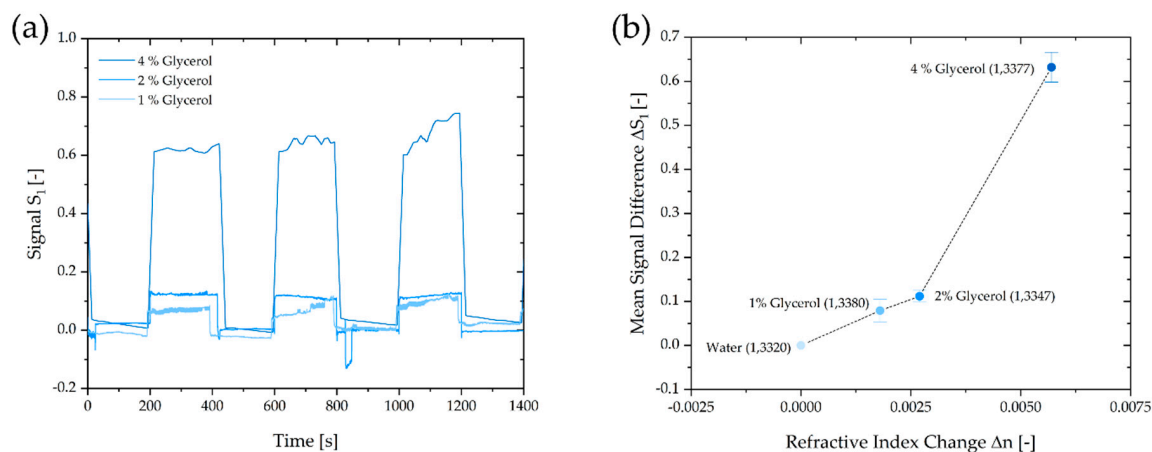 (a)
1.0
0.8
0.6
0.4
0.2
0.0
-0.2
Signal S₁ [-]
4 % Glycerol
2 % Glycerol
1 % Glycerol
0 200 400 600 800 1000 1200 1400
Time [s]
(b)
0.7
0.6
0.5
0.4
0.3
0.2
0.1
0.0
-0.1
Mean Signal Difference ΔS₁ [-]
4 % Glycerol (1,3377)
1% Glycerol (1,3380)
2% Glycerol (1,3347)
Water (1,3320)
-0.0025 0.0000 0.0025 0.0050 0.0075
Refractive Index Change Δn [-]